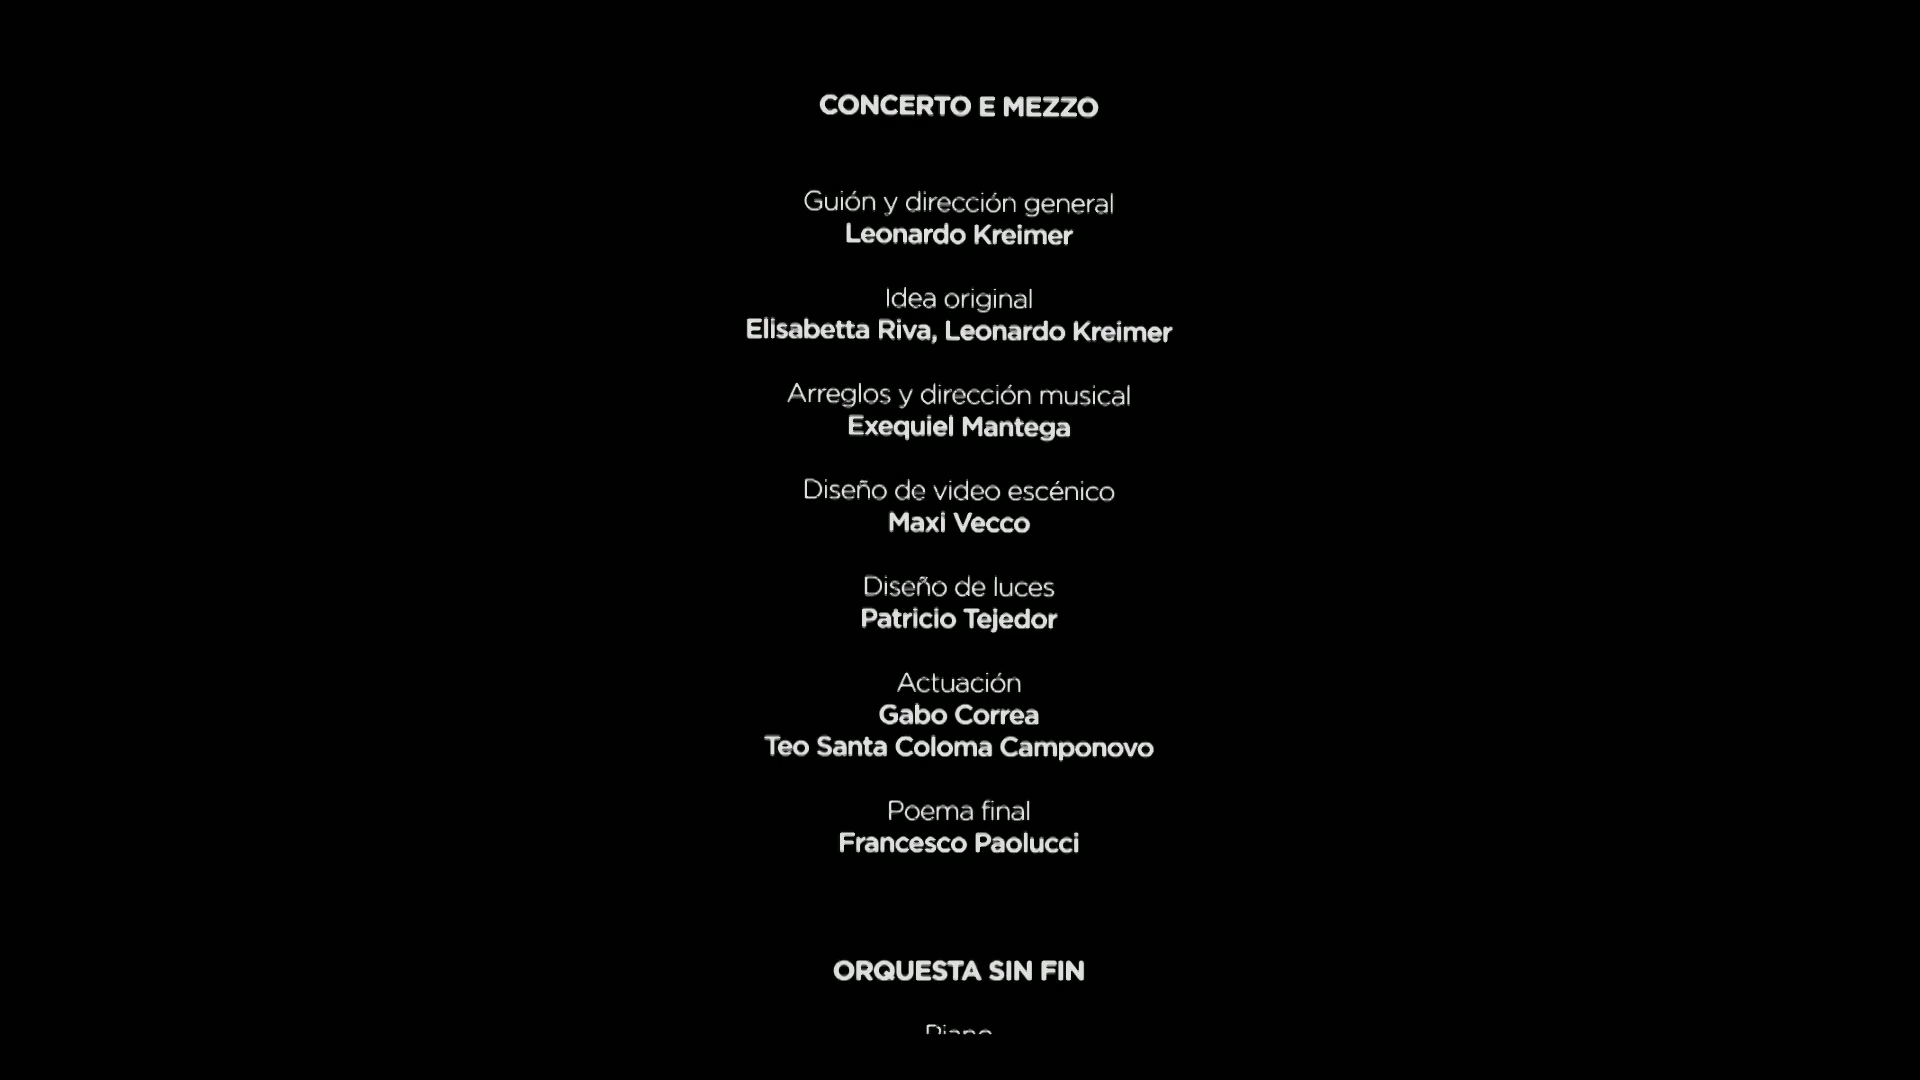 CONCERTO E MEZZO
Guión y dirección general
Leonardo Kreimer
Idea original
Elisabetta Riva, Leonardo Kreimer
Arreglos y dirección musical
Exequiel Mantega
Diseño de video escénico
Maxi Vecco
Diseño de luces
Patricio Tejedor
Actuación
Gabo Correa
Teo Santa Coloma Camponovo
Poema final
Francesco Paolucci
ORQUESTA SIN FIN
Piano